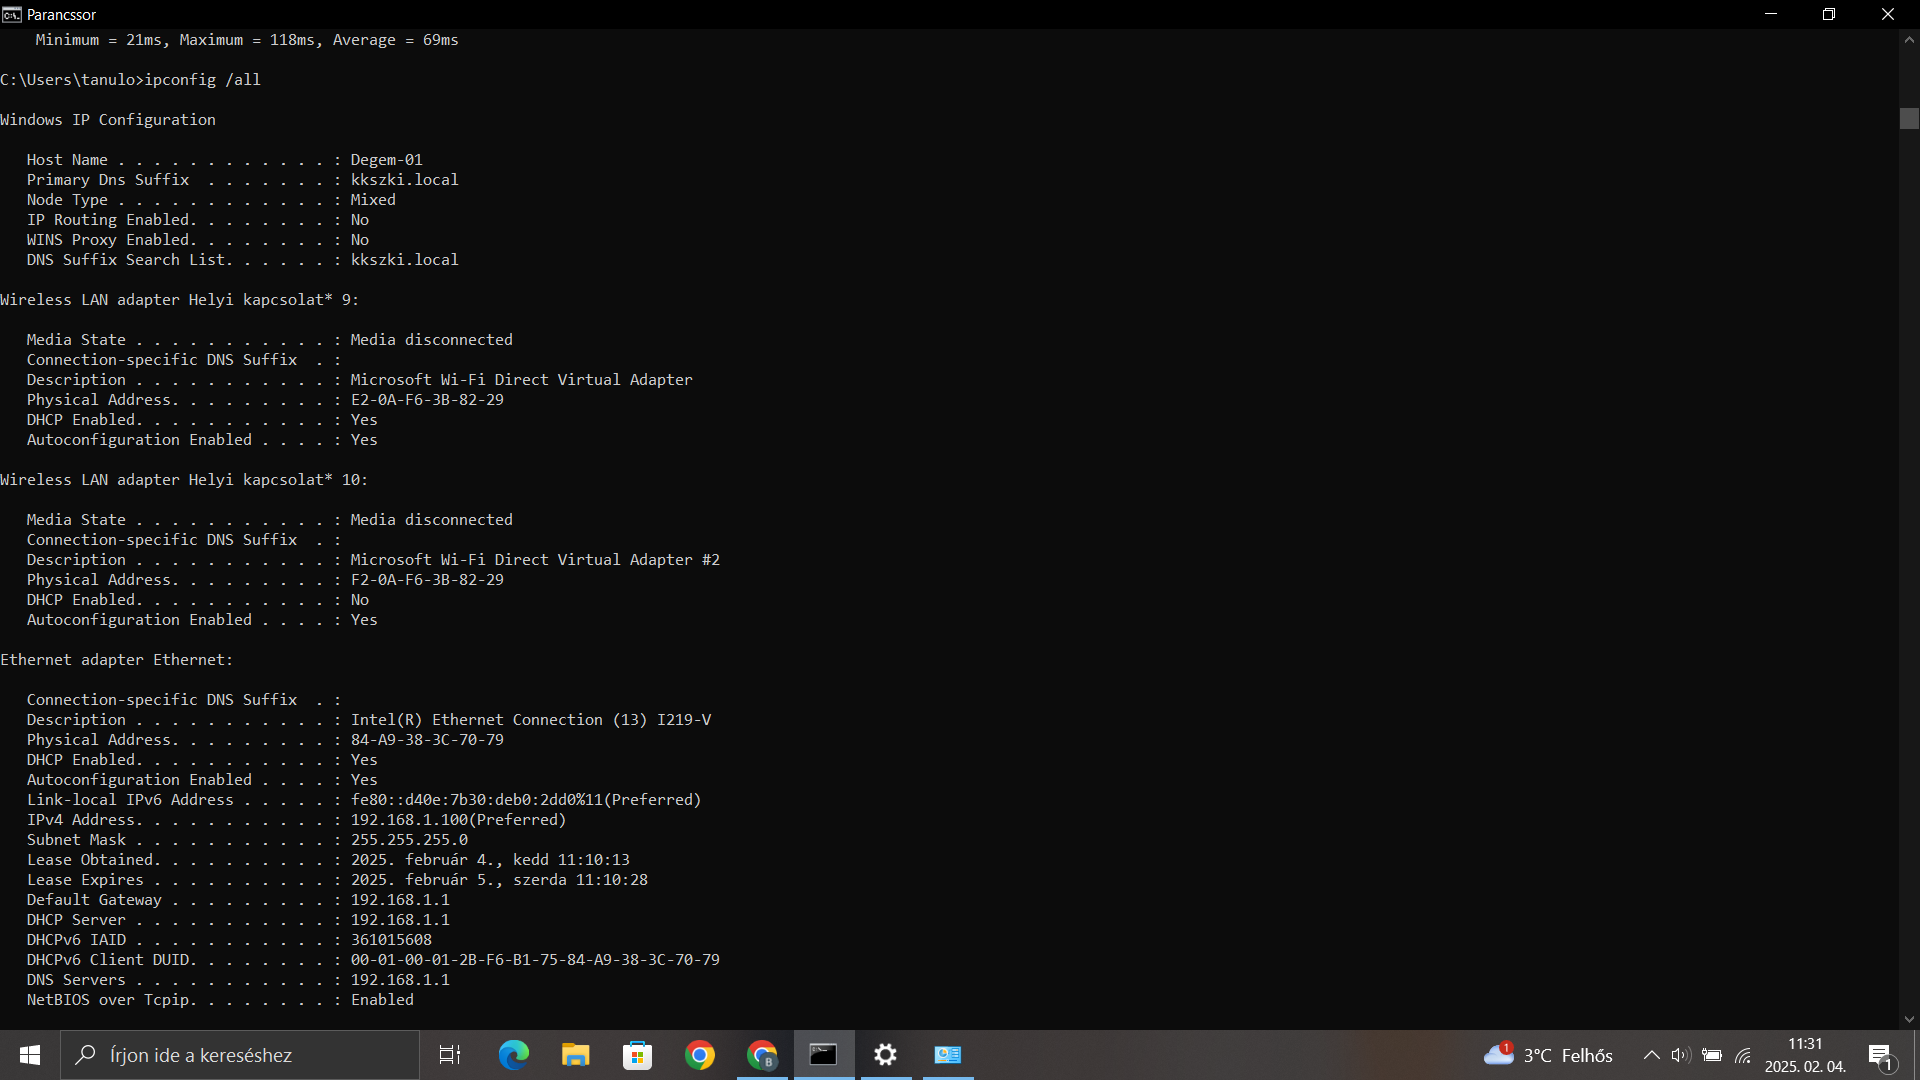 Parancssor
    Minimum = 21ms, Maximum = 118ms, Average = 69ms
C:\Users\tanulo>ipconfig /all
Windows IP Configuration
   Host Name . . . . . . . . . . . . : Degem-01
   Primary Dns Suffix  . . . . . . . : kkszki.local
   Node Type . . . . . . . . . . . . : Mixed
   IP Routing Enabled. . . . . . . . : No
   WINS Proxy Enabled. . . . . . . . : No
   DNS Suffix Search List. . . . . . : kkszki.local
Wireless LAN adapter Helyi kapcsolat* 9:
   Media State . . . . . . . . . . . : Media disconnected
   Connection-specific DNS Suffix  . :
   Description . . . . . . . . . . . : Microsoft Wi-Fi Direct Virtual Adapter
   Physical Address. . . . . . . . . : E2-0A-F6-3B-82-29
   DHCP Enabled. . . . . . . . . . . : Yes
   Autoconfiguration Enabled . . . . : Yes
Wireless LAN adapter Helyi kapcsolat* 10:
   Media State . . . . . . . . . . . : Media disconnected
   Connection-specific DNS Suffix  . :
   Description . . . . . . . . . . . : Microsoft Wi-Fi Direct Virtual Adapter #2
   Physical Address. . . . . . . . . : F2-0A-F6-3B-82-29
   DHCP Enabled. . . . . . . . . . . : No
   Autoconfiguration Enabled . . . . : Yes
Ethernet adapter Ethernet:
   Connection-specific DNS Suffix  . :
   Description . . . . . . . . . . . : Intel(R) Ethernet Connection (13) I219-V
   Physical Address. . . . . . . . . : 84-A9-38-3C-70-79
   DHCP Enabled. . . . . . . . . . . : Yes
   Autoconfiguration Enabled . . . . : Yes
   Link-local IPv6 Address . . . . . : fe80::d40e:7b30:deb0:2dd0%11(Preferred)
   IPv4 Address. . . . . . . . . . . : 192.168.1.100(Preferred)
   Subnet Mask . . . . . . . . . . . : 255.255.255.0
   Lease Obtained. . . . . . . . . . : 2025. február 4., kedd 11:10:13
   Lease Expires . . . . . . . . . . : 2025. február 5., szerda 11:10:28
   Default Gateway . . . . . . . . . : 192.168.1.1
   DHCP Server . . . . . . . . . . . : 192.168.1.1
   DHCPv6 IAID . . . . . . . . . . . : 361015608
   DHCPv6 Client DUID. . . . . . . . : 00-01-00-01-2B-F6-B1-75-84-A9-38-3C-70-79
   DNS Servers . . . . . . . . . . . : 192.168.1.1
   NetBIOS over Tcpip. . . . . . . . : Enabled
Írjon ide a kereséshez
B
1
3°C Felhős
11:31
2025. 02. 04.
1